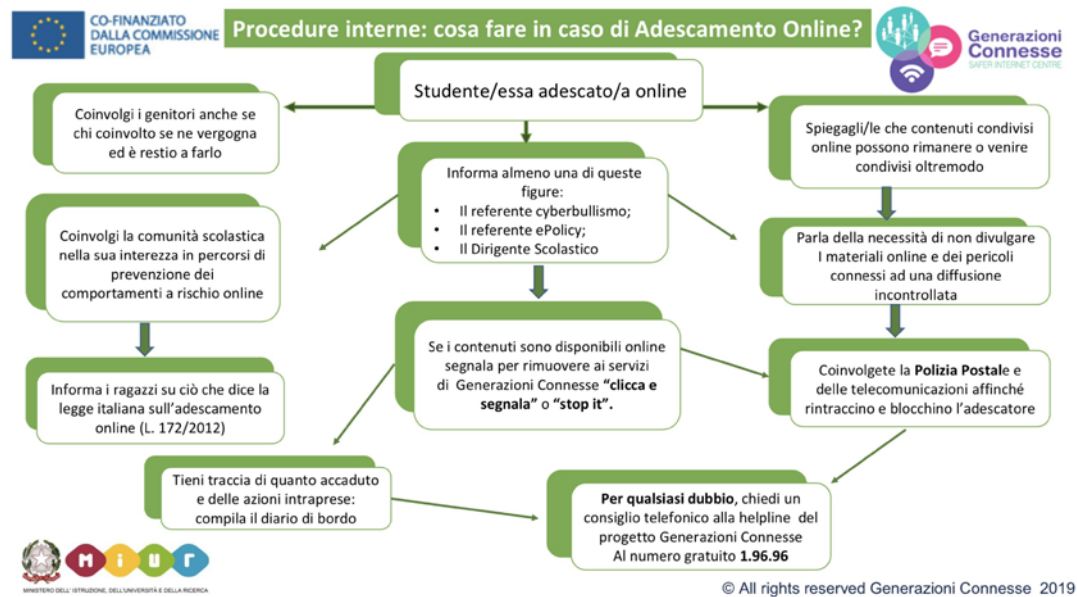 CO-FINANZIATO
DALLA COMMISSIONE
EUROPEA
Procedure interne: cosa fare in caso di Adescamento Online?
Generazioni
Connesse
SAFER INTERNET CENTRE
Studente/essa adescato/a online
Coinvolgi i genitori anche se
chi coinvolto se ne vergogna
ed è restio a farlo
Spiegagli/le che contenuti condivisi
online possono rimanere o venire
condivisi oltremodo
Informa almeno una di queste
figure:
• Il referente cyberbullismo;
• Il referente ePolicy;
• Il Dirigente Scolastico
Coinvolgi la comunità scolastica
nella sua interezza in percorsi di
prevenzione dei
comportamenti a rischio online
Parla della necessità di non divulgare
I materiali online e dei pericoli
connessi ad una diffusione
incontrollata
Se i contenuti sono disponibili online
segnala per rimuovere ai servizi
di Generazioni Connesse “clicca e
segnala” o “stop it”.
Informa i ragazzi su ciò che dice la
legge italiana sull’adescamento
online (L. 172/2012)
Coinvolgete la Polizia Postale e
delle telecomunicazioni affinché
rintraccino e blocchino l’adescatore
Tieni traccia di quanto accaduto
e delle azioni intraprese:
compila il diario di bordo
Per qualsiasi dubbio, chiedi un
consiglio telefonico alla helpline del
progetto Generazioni Connesse
Al numero gratuito 1.96.96
MiUR
MINISTERO DELL' ISTRUZIONE, DELL'UNIVERSITÀ E DELLA RICERCA
© All rights reserved Generazioni Connesse 2019